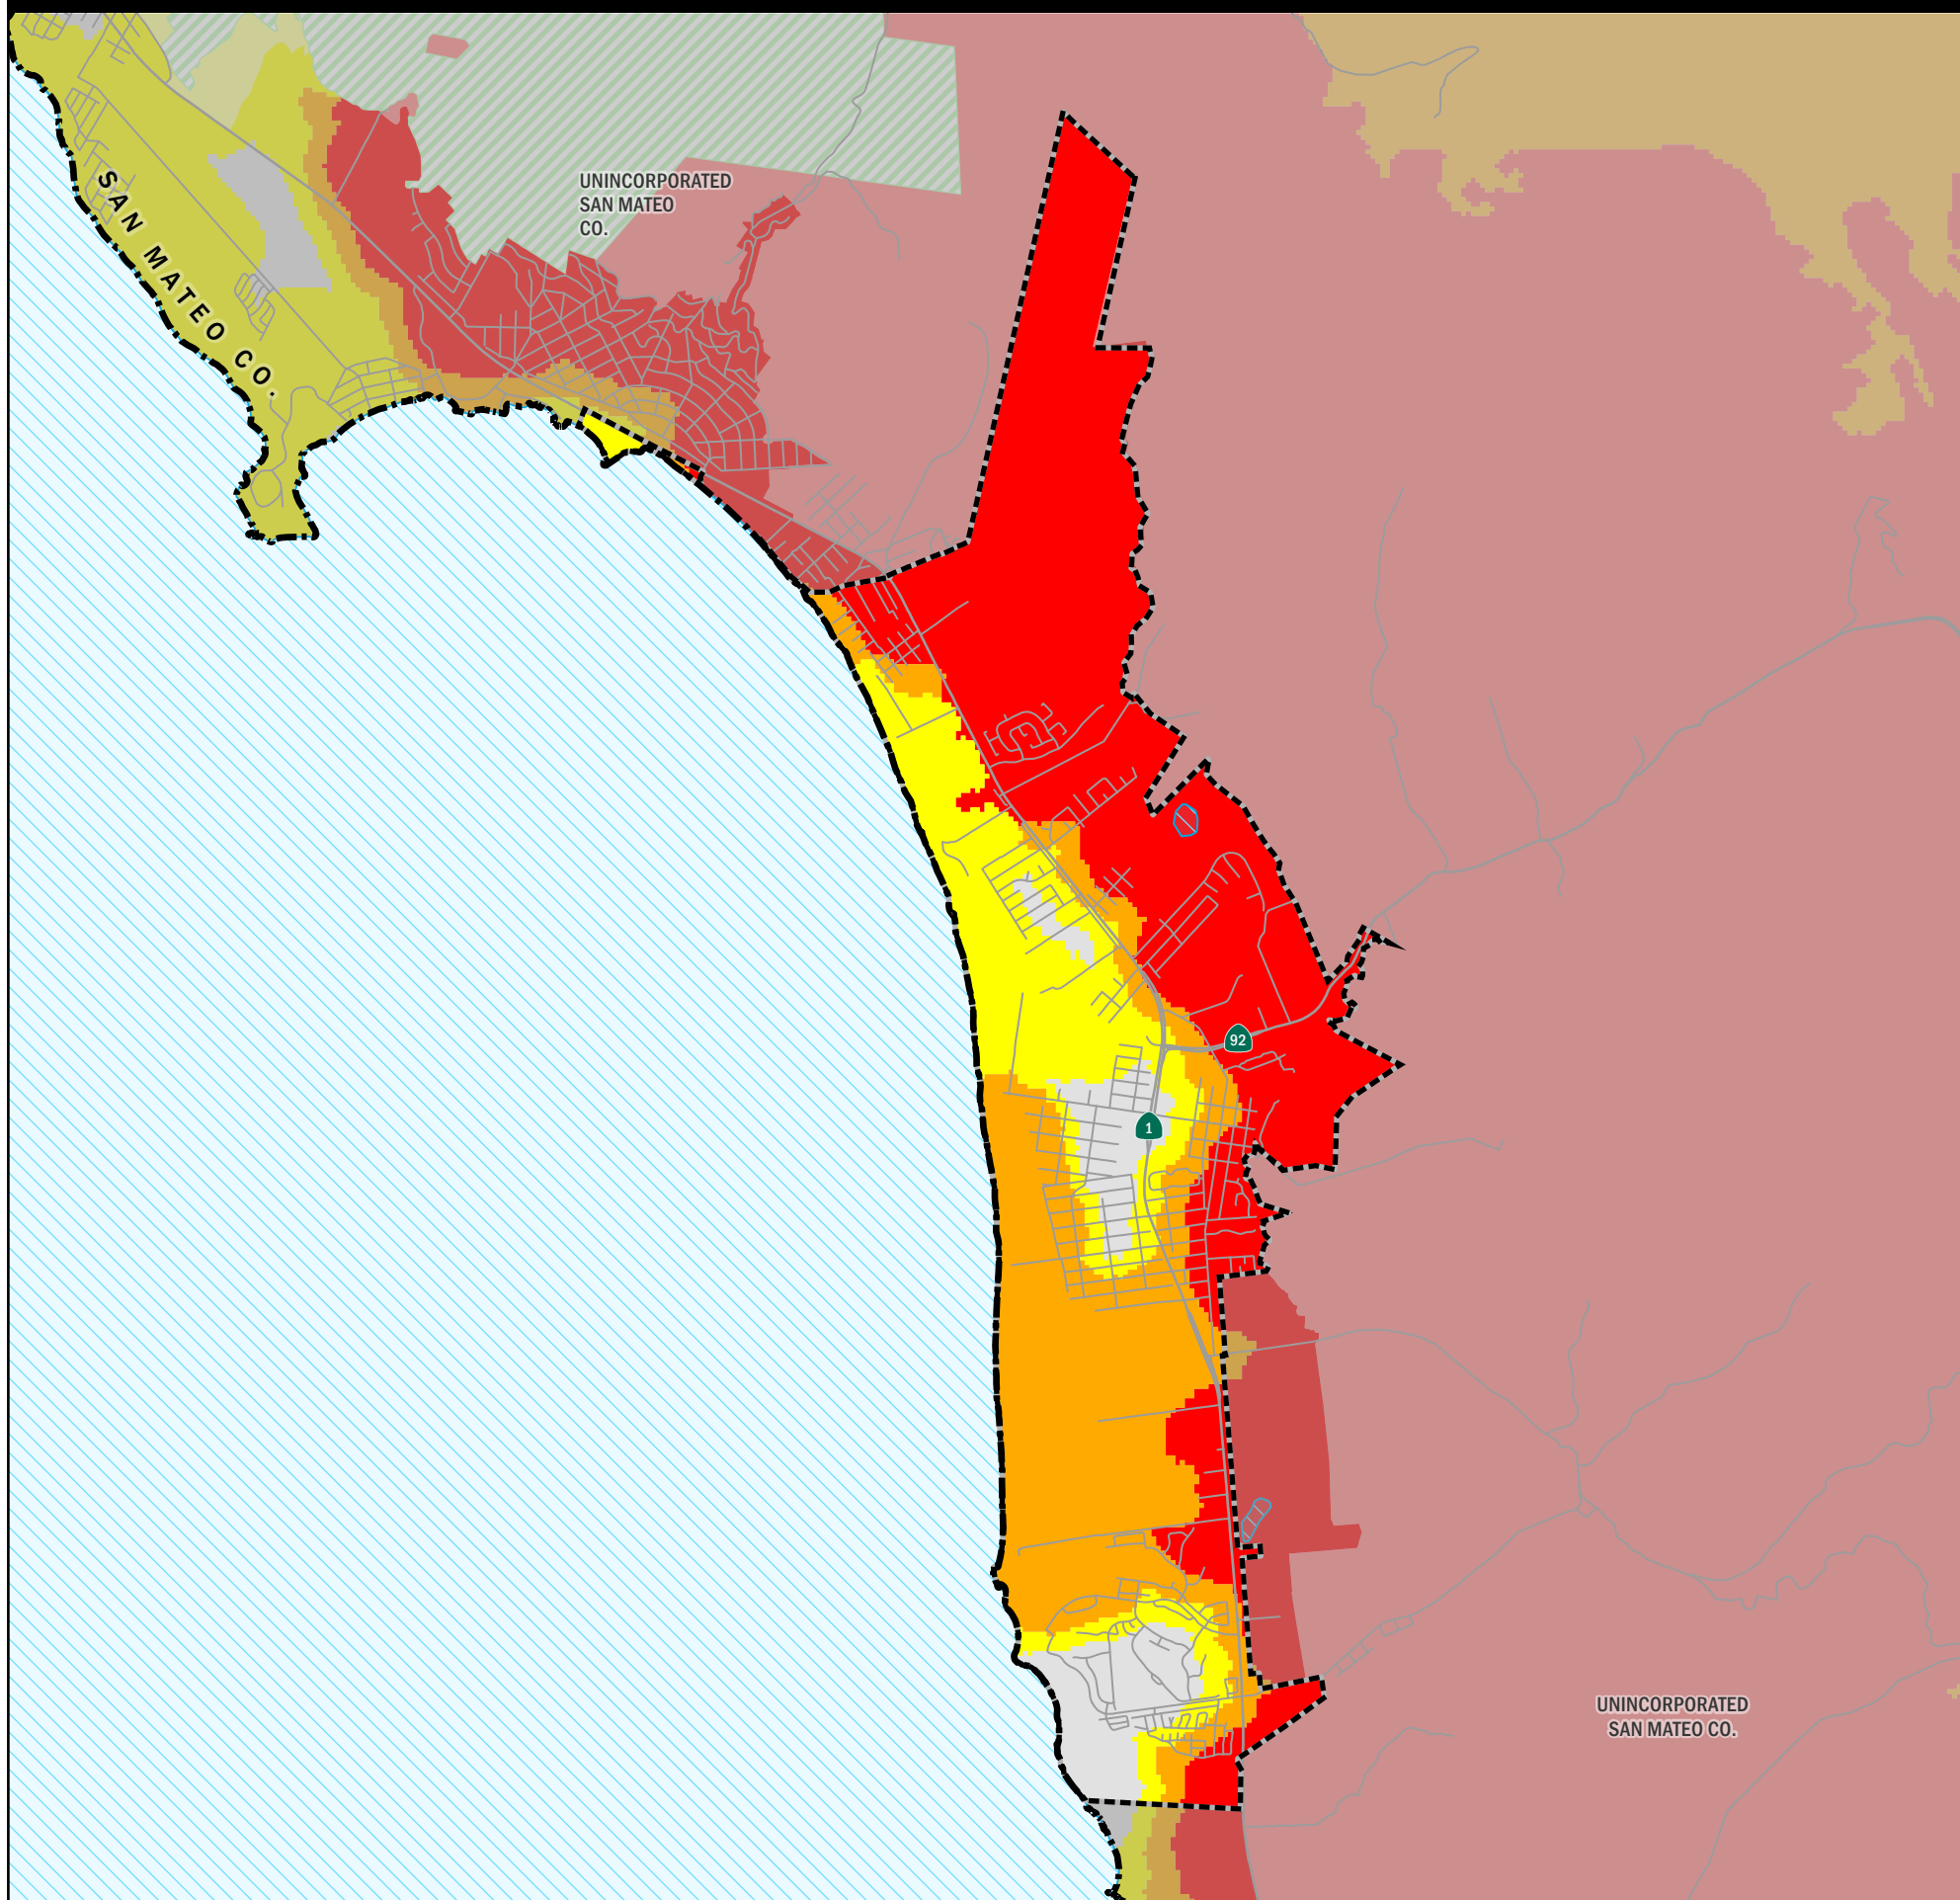 UNINCORPORATED
SAN MATEO
CO.
SAN MATEO CO.
92
1
UNINCORPORATED
SAN MATEO CO.